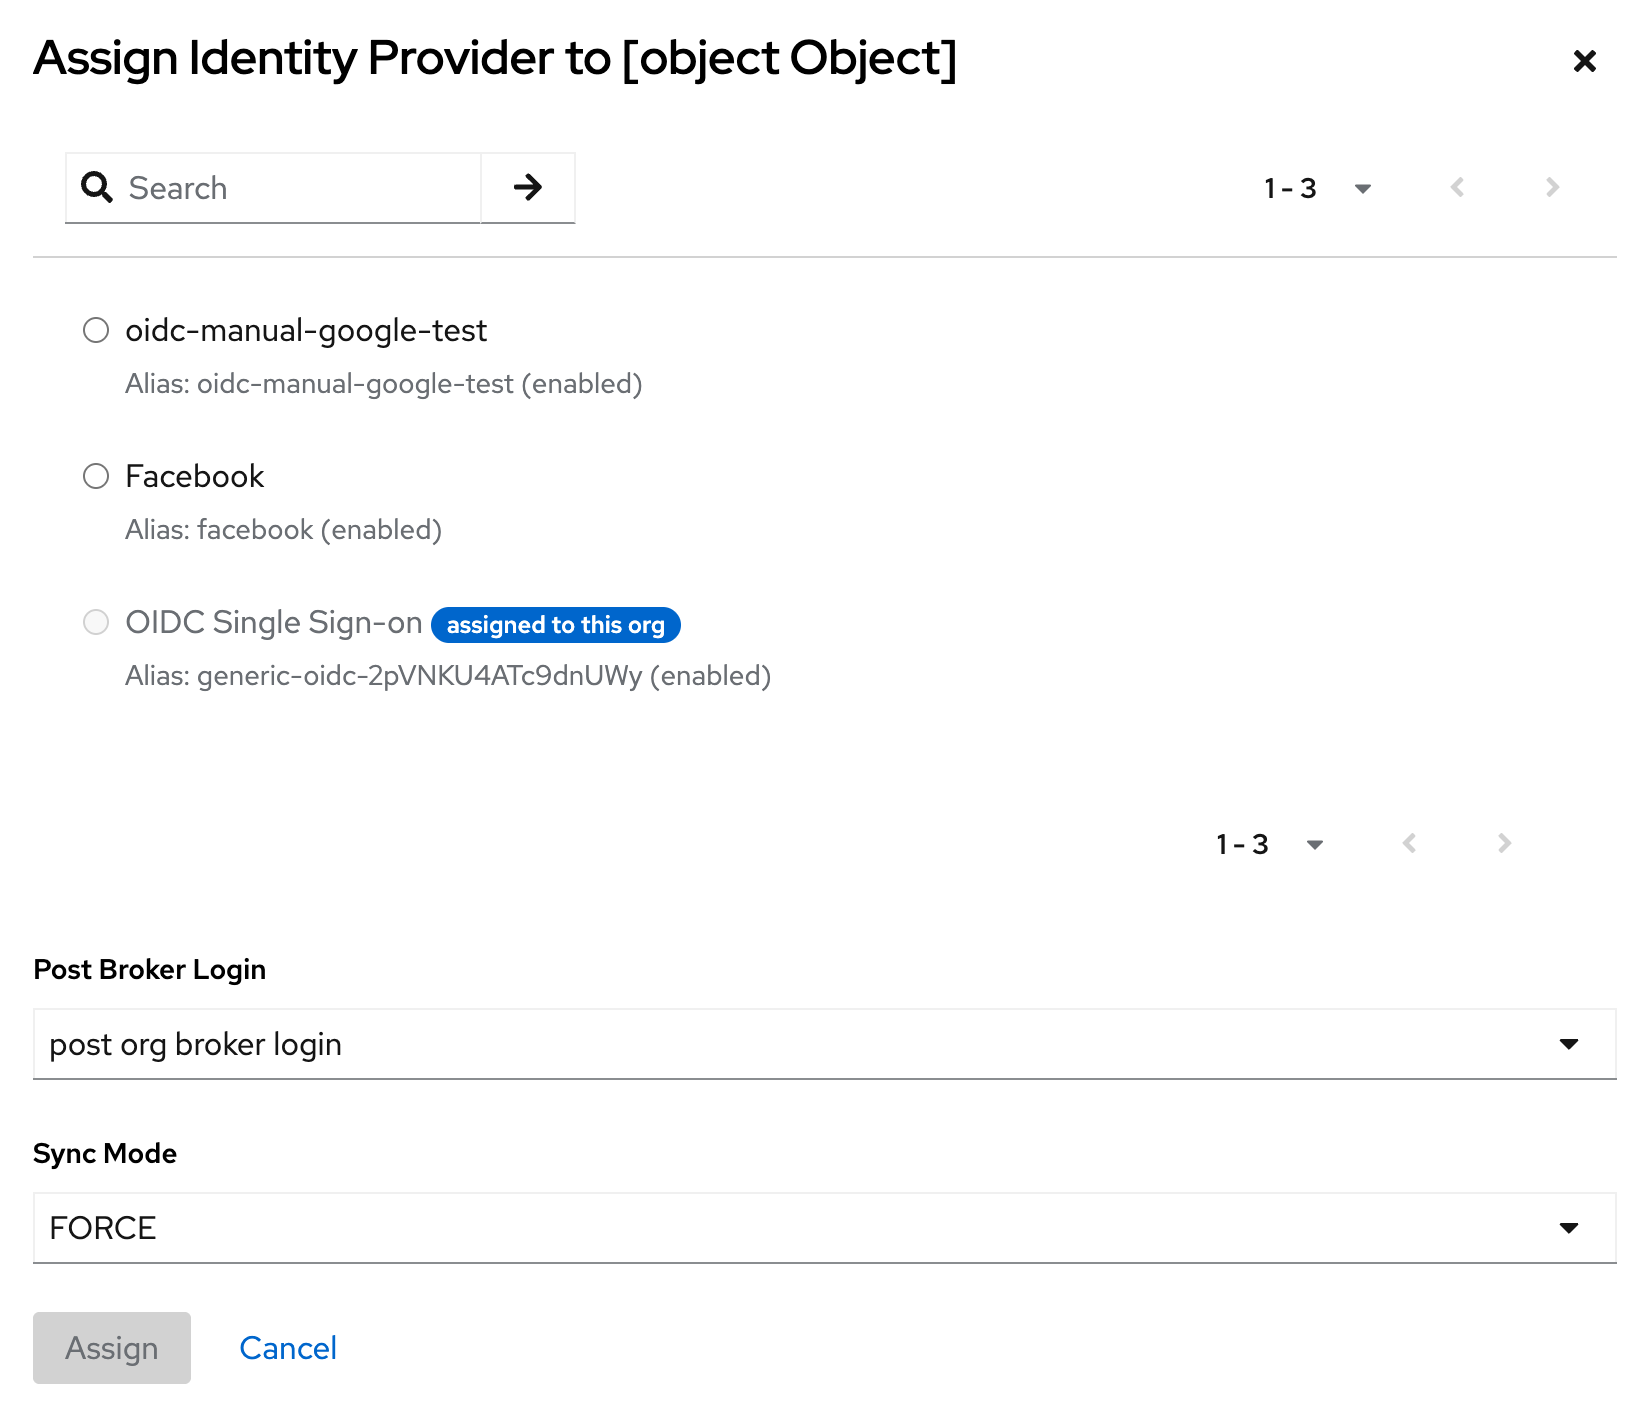 Assign Identity Provider to [object Object]
Search
1 - 3
oidc-manual-google-test
Alias: oidc-manual-google-test (enabled)
Facebook
Alias: facebook (enabled)
OIDC Single Sign-on assigned to this org
Alias: generic-oidc-2pVNKU4ATc9dnUWy (enabled)
1 - 3
Post Broker Login
post org broker login
Sync Mode
FORCE
Assign Cancel